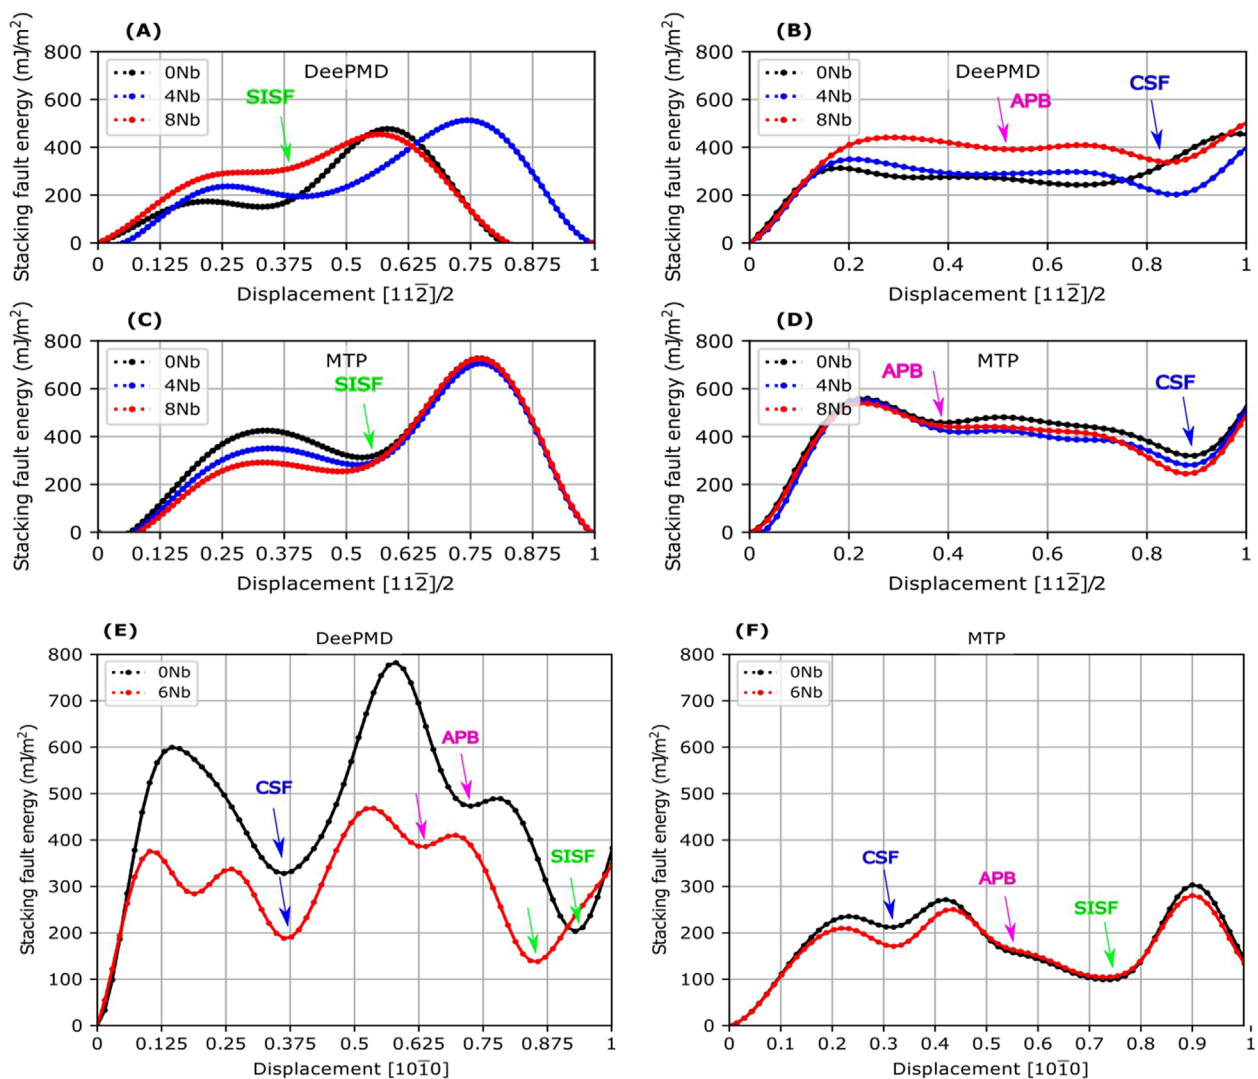 (A)
Stacking fault energy (mJ/m²)
800
600
400
200
0
0Nb
4Nb
8Nb
DeePMD
SISF
0 0.125 0.25 0.375 0.5 0.625 0.75 0.875 1
Displacement [112̅]/2
(B)
Stacking fault energy (mJ/m²)
800
600
400
200
0
0Nb
4Nb
8Nb
DeePMD
APB
CSF
0 0.2 0.4 0.6 0.8 1
Displacement [112̅]/2
(C)
Stacking fault energy (mJ/m²)
800
600
400
200
0
0Nb
4Nb
8Nb
MTP
SISF
0 0.125 0.25 0.375 0.5 0.625 0.75 0.875 1
Displacement [112̅]/2
(D)
Stacking fault energy (mJ/m²)
800
600
400
200
0
0Nb
4Nb
8Nb
MTP
APB
CSF
0 0.2 0.4 0.6 0.8 1
Displacement [112̅]/2
(E)
DeePMD
Stacking fault energy (mJ/m²)
800
700
600
500
400
300
200
100
0
0Nb
6Nb
CSF
APB
SISF
0 0.125 0.25 0.375 0.5 0.625 0.75 0.875 1
Displacement [101̅0]
(F)
MTP
Stacking fault energy (mJ/m²)
800
700
600
500
400
300
200
100
0
0Nb
6Nb
CSF
APB
SISF
0 0.1 0.2 0.3 0.4 0.5 0.6 0.7 0.8 0.9 1
Displacement [101̅0]